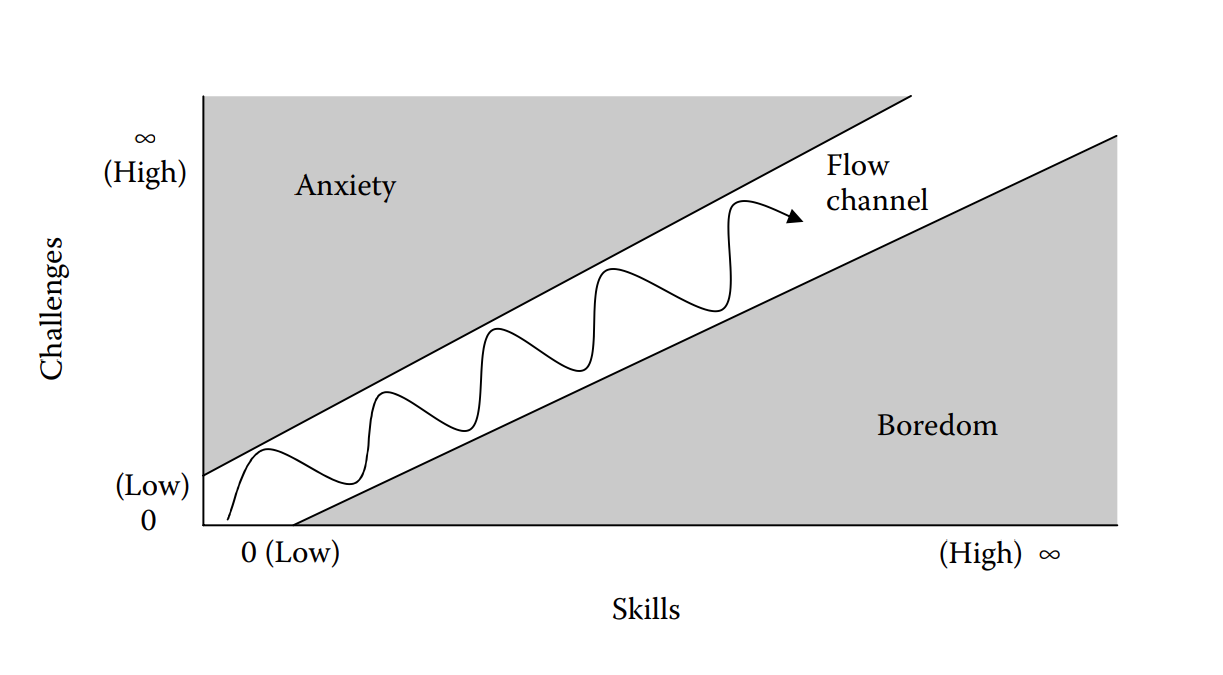 ∞
(High)
Anxiety
Flow
channel
Challenges
Boredom
(Low)
0
0 (Low)
(High) ∞
Skills